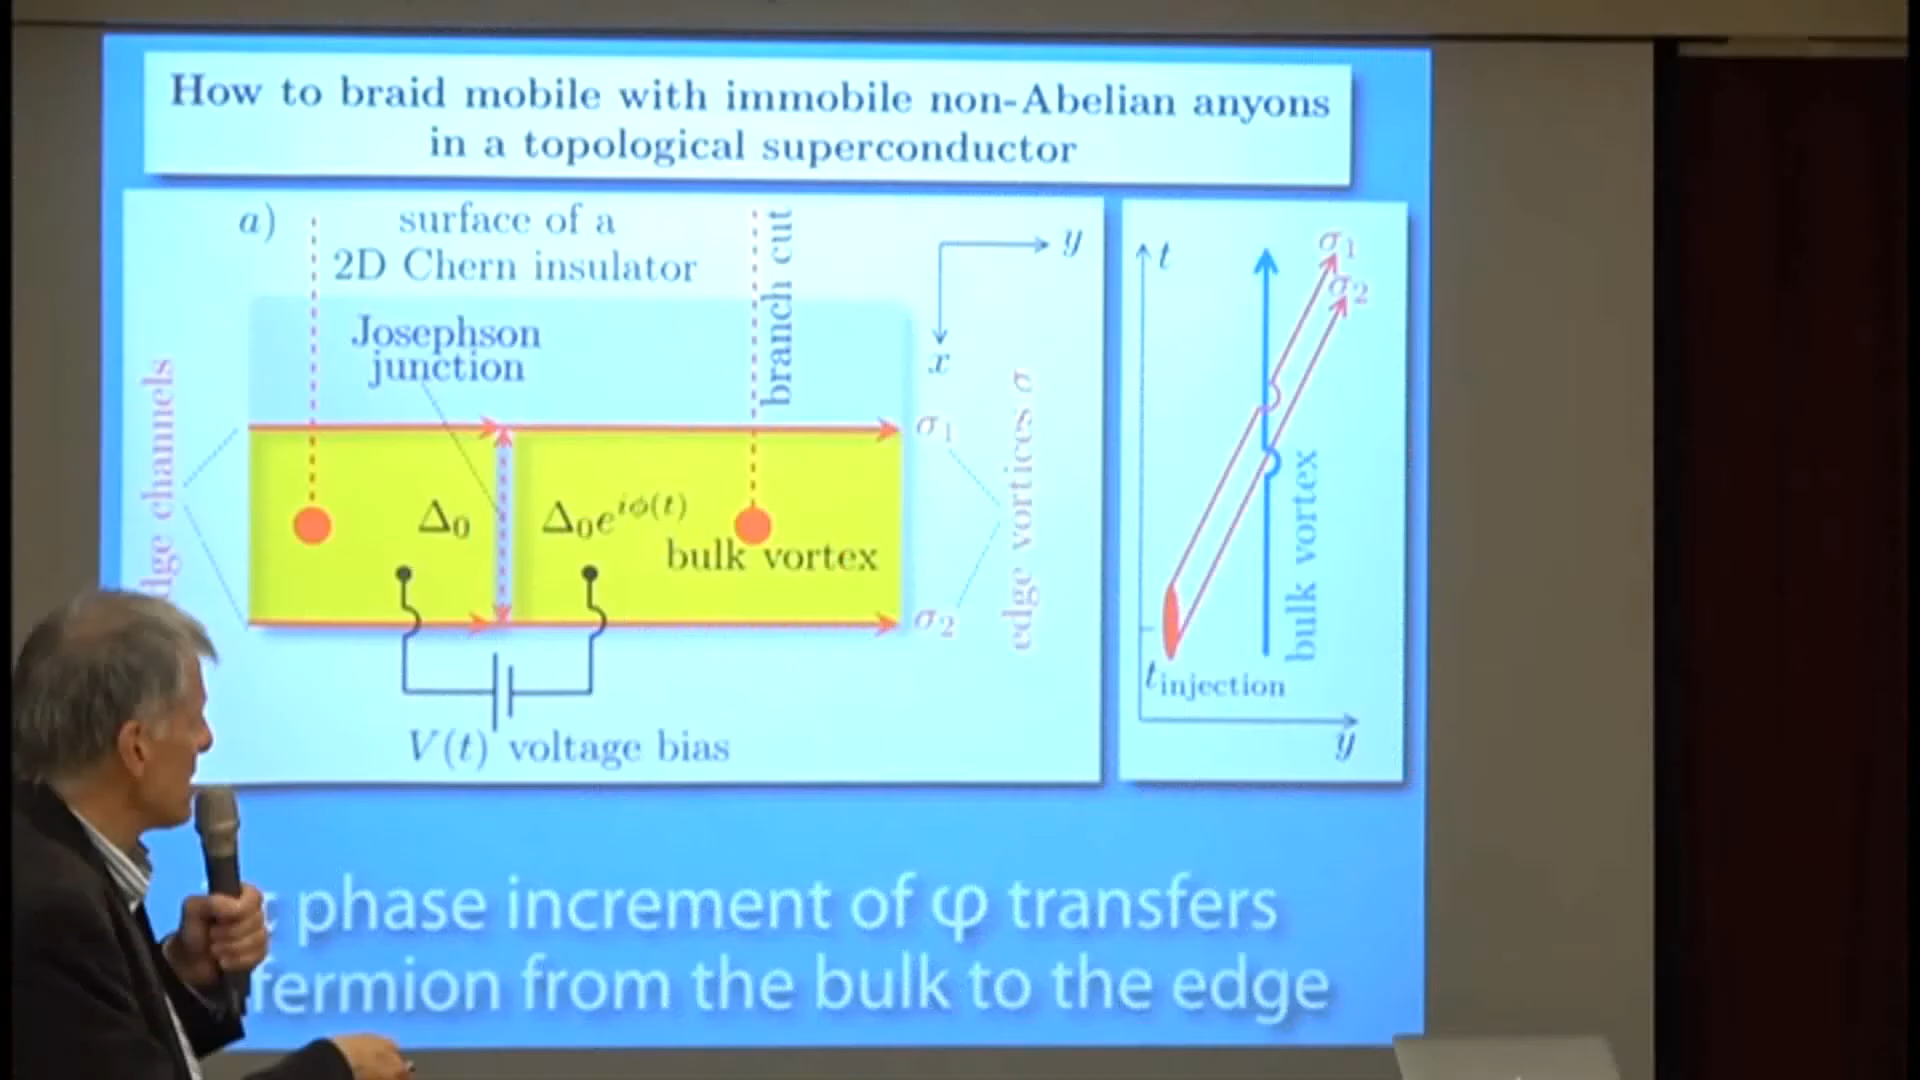 How to braid mobile with immobile non-Abelian anyons
in a topological superconductor
a)
surface of a
2D Chern insulator
branch cut
y
x
Josephson
junction
channels
σ1
edge vortices σ
Δ0
Δ0e^{iϕ(t)}
bulk vortex
σ2
V(t) voltage bias
t
σ1
σ2
bulk vortex
tinjection
y
phase increment of φ transfers
fermion from the bulk to the edge